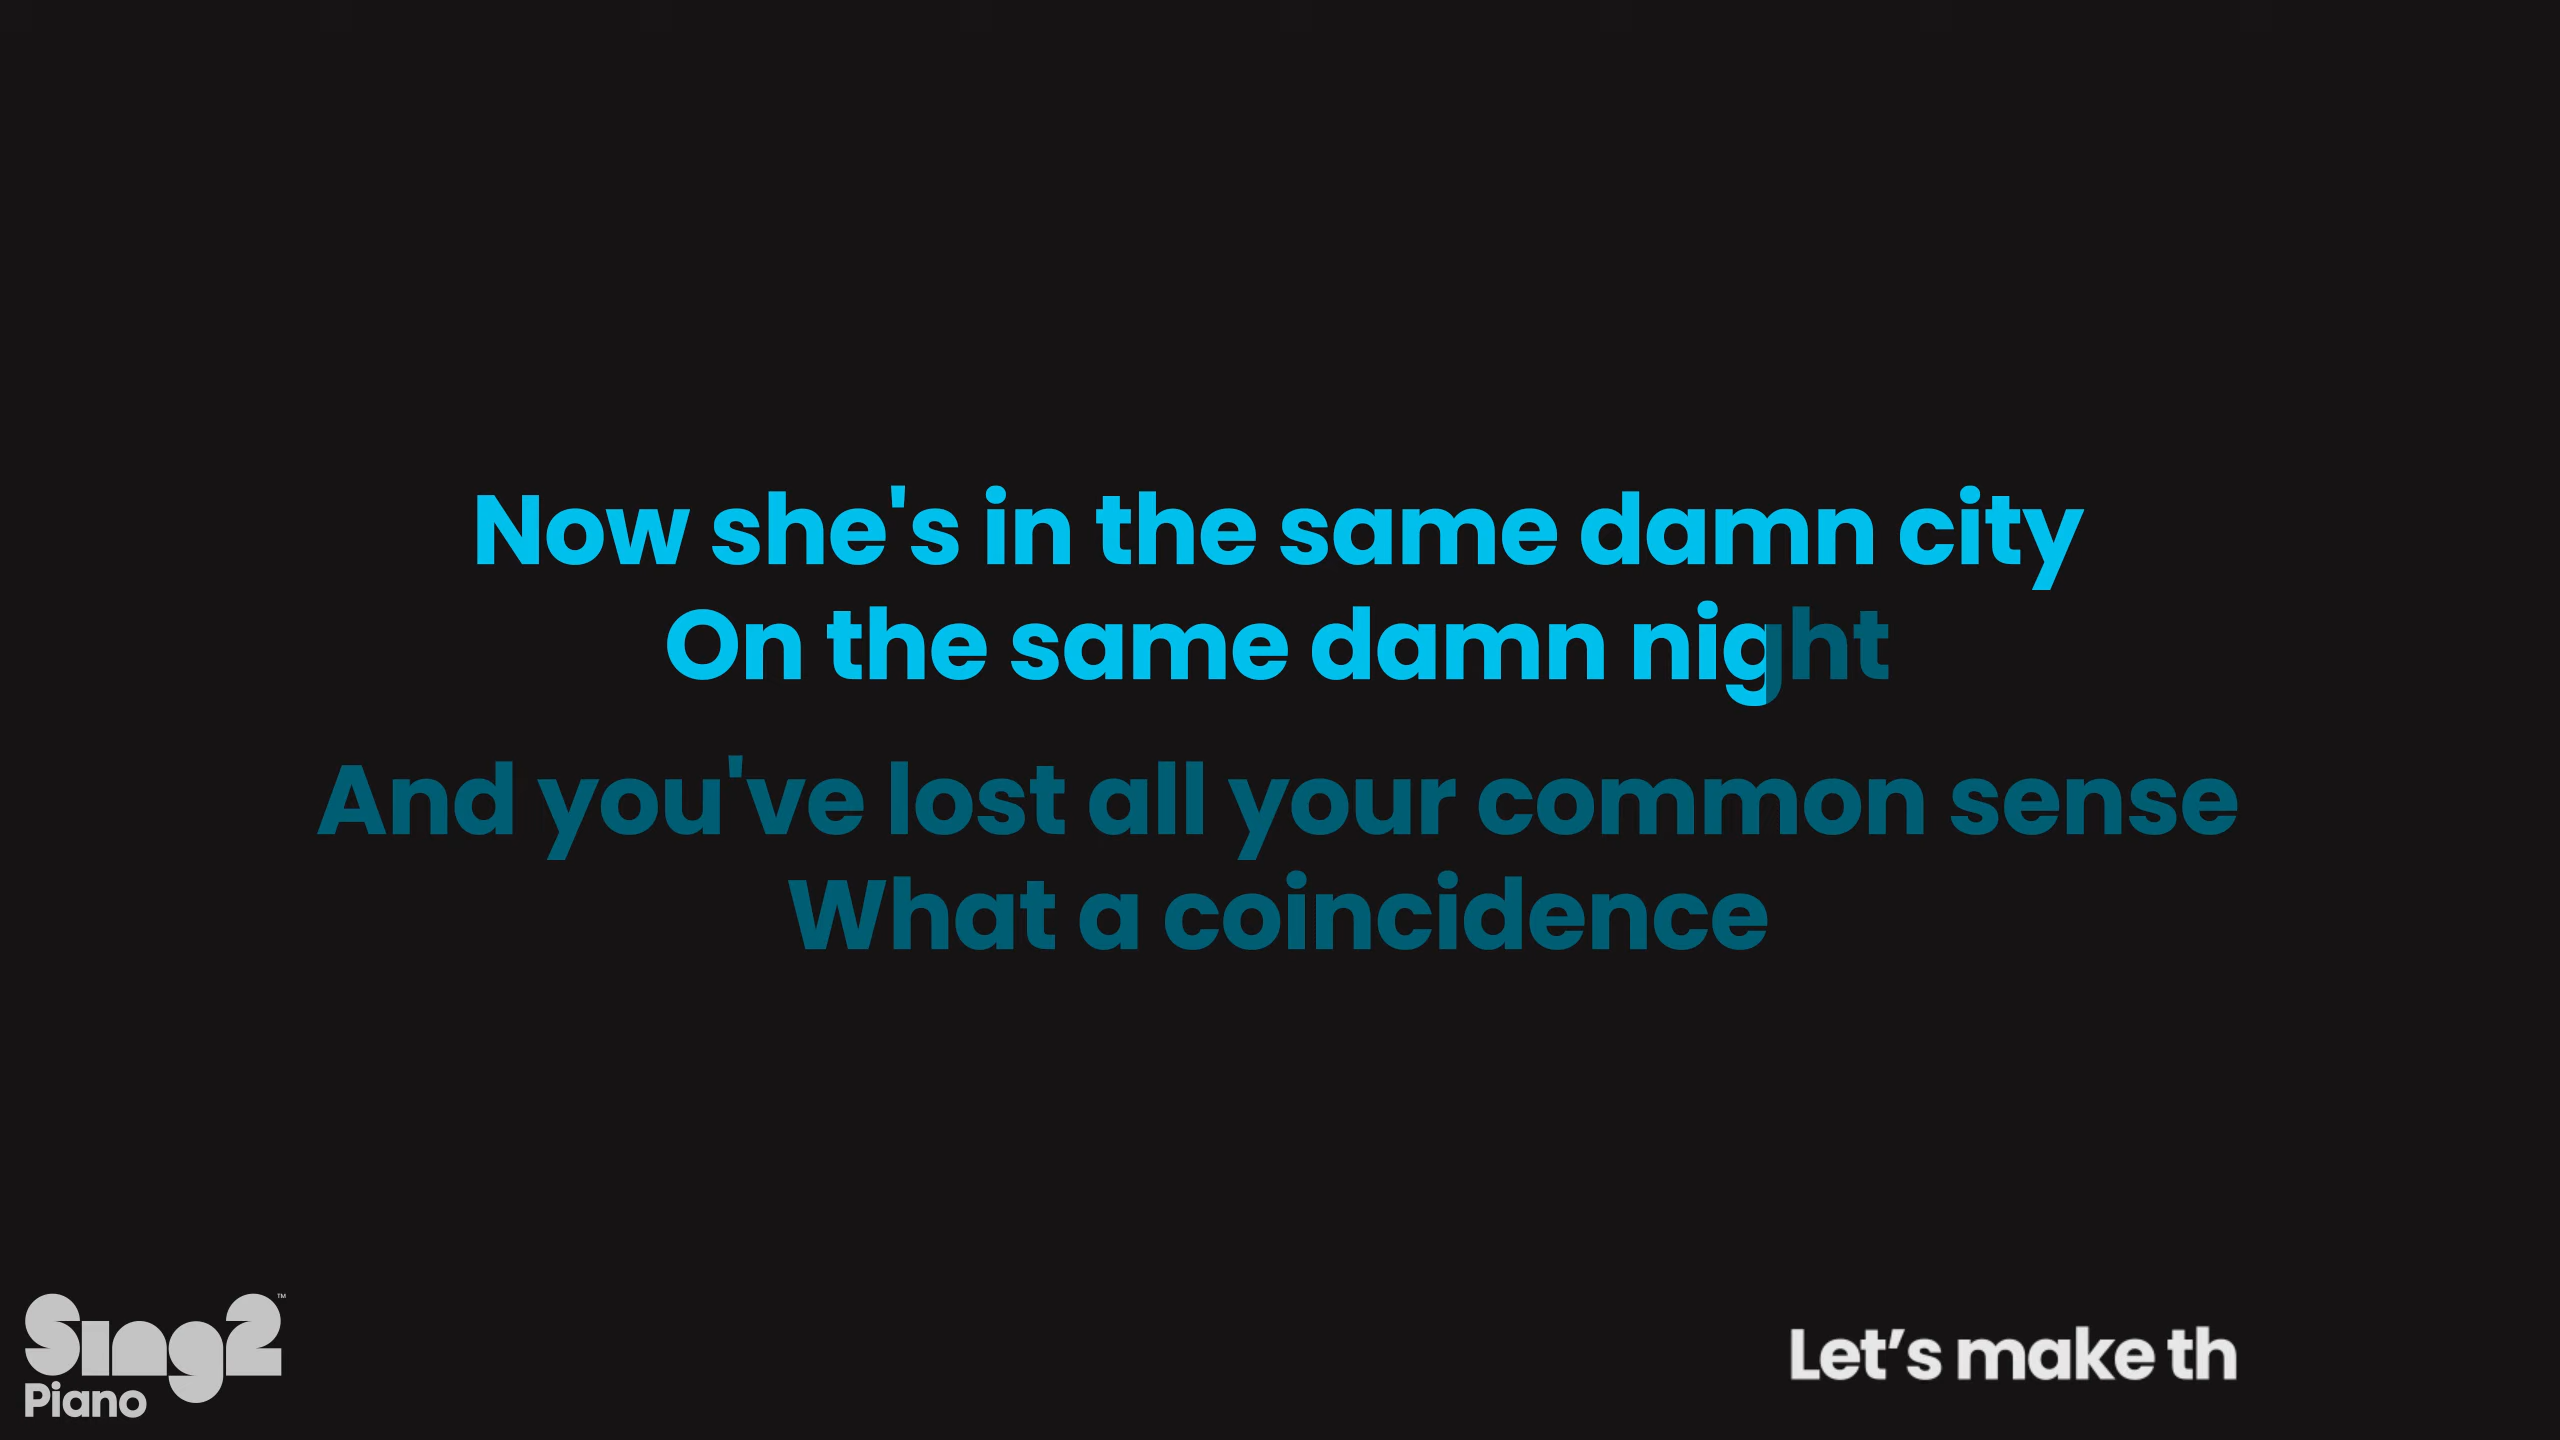 Now she's in the same damn city
On the same damn night
And you've lost all your common sense
What a coincidence
Sing2™
Piano
Let’s make th